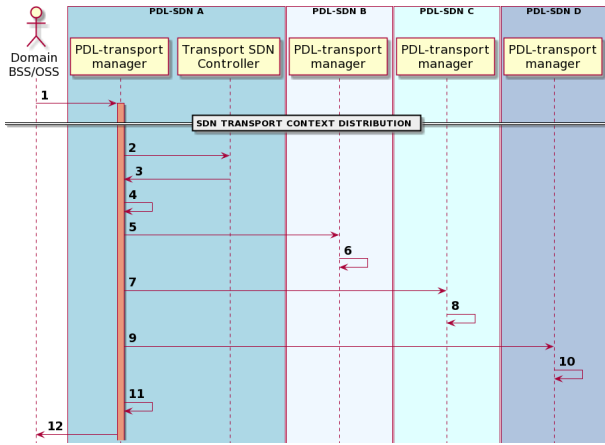 PDL-SDN A
PDL-SDN B
PDL-SDN C
PDL-SDN D
Domain
BSS/OSS
PDL-transport
manager
Transport SDN
Controller
PDL-transport
manager
PDL-transport
manager
PDL-transport
manager
1
SDN TRANSPORT CONTEXT DISTRIBUTION
2
3
4
5
6
7
8
9
10
11
12